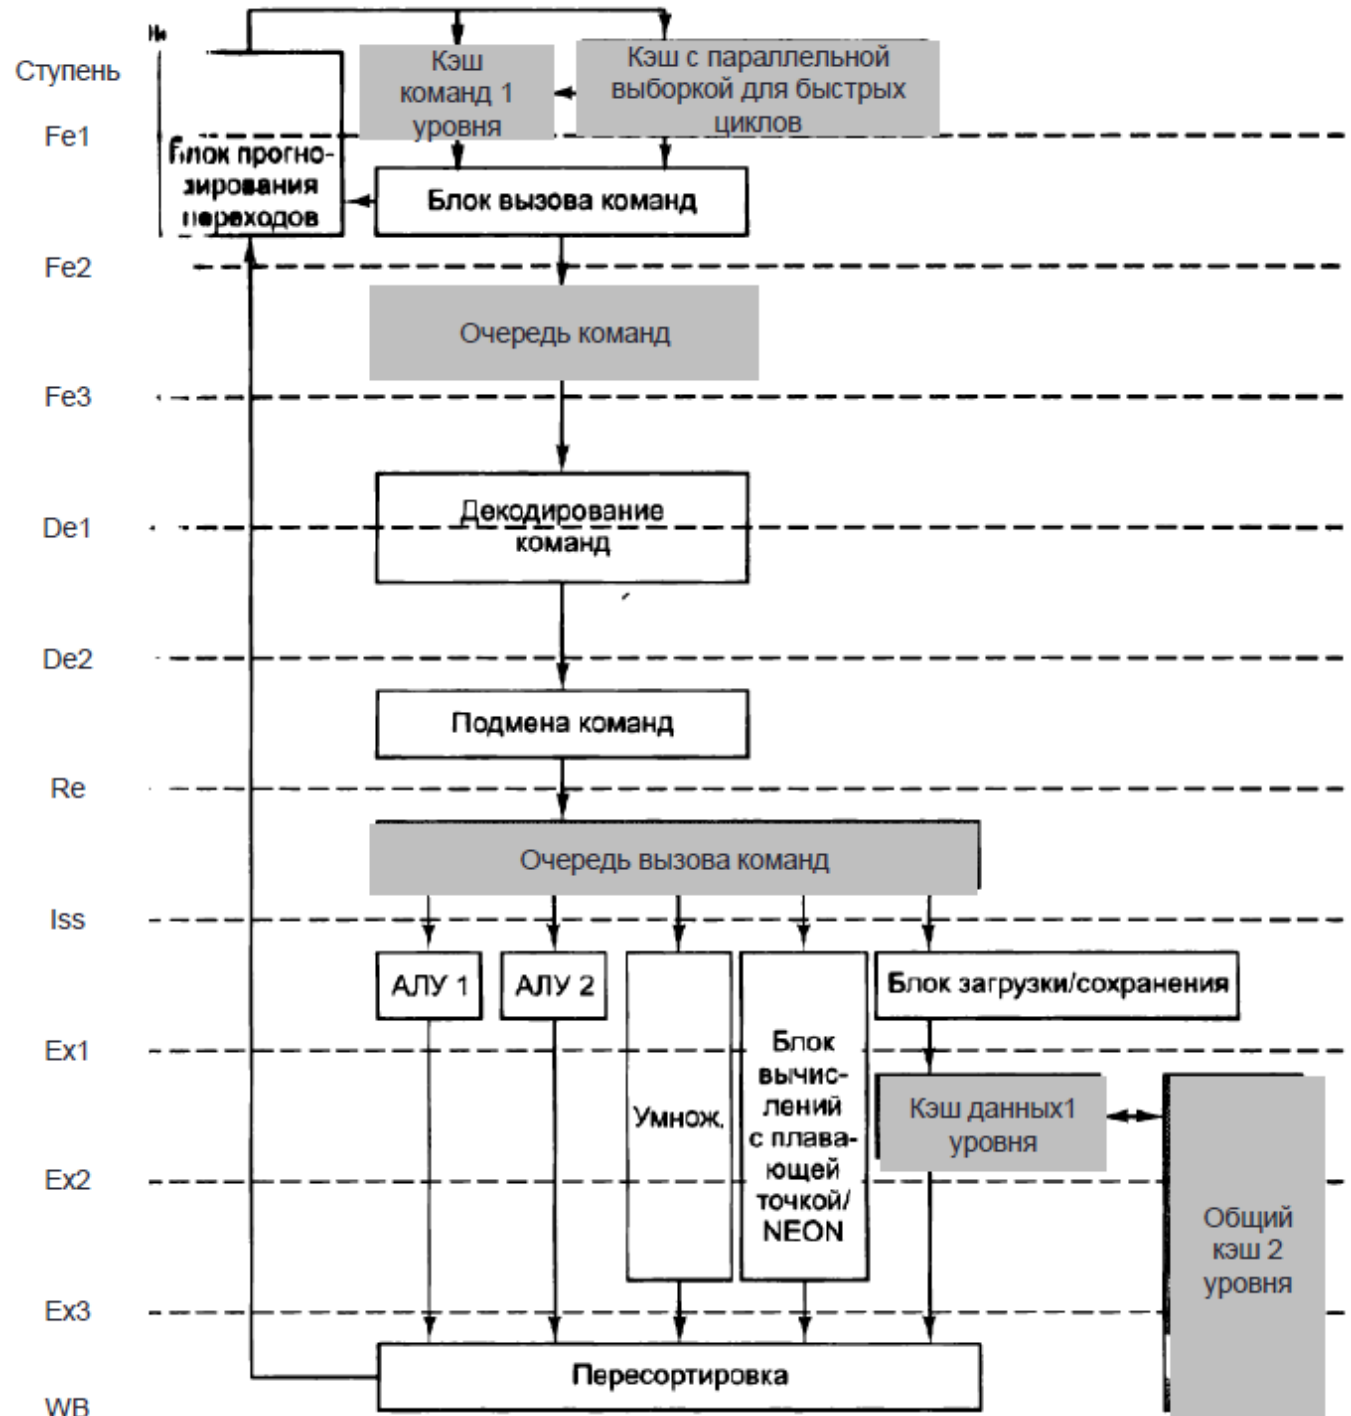 Ступень
Кэш
команд 1
уровня
Кэш с параллельной
выборкой для быстрых
циклов
Fe1
Блок прогно-
зирования
переходов
Блок вызова команд
Fe2
Очередь команд
Fe3
Декодирование
команд
De1
De2
Подмена команд
Re
Очередь вызова команд
Iss
АЛУ 1
АЛУ 2
Блок загрузки/сохранения
Ex1
Умнож.
Блок
вычис-
лений
с плава-
ющей
точкой/
NEON
Кэш данных1
уровня
Ex2
Общий
кэш 2
уровня
Ex3
Пересортировка
WB